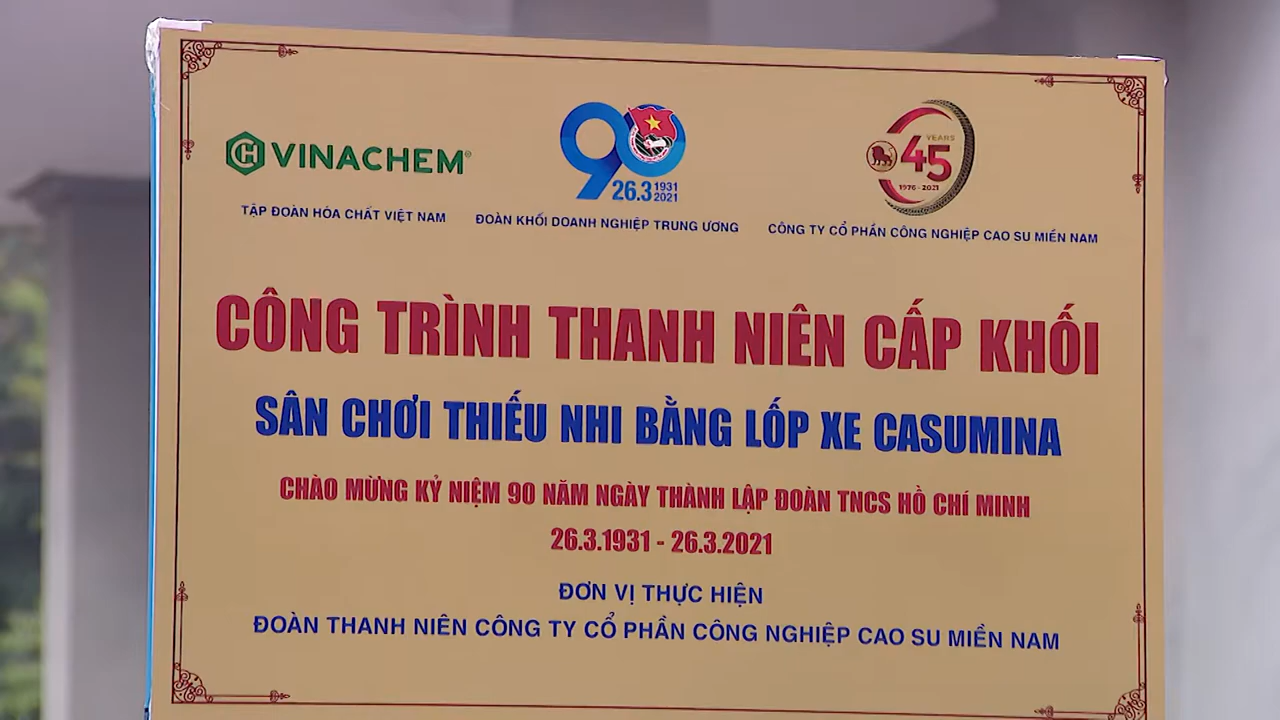 VINACHEM®
TẬP ĐOÀN HÓA CHẤT VIỆT NAM
90
26.3 1931 2021
ĐOÀN KHỐI DOANH NGHIỆP TRUNG ƯƠNG
45 YEARS
1976 - 2021
CÔNG TY CỔ PHẦN CÔNG NGHIỆP CAO SU MIỀN NAM
CÔNG TRÌNH THANH NIÊN CẤP KHỐI
SÂN CHƠI THIẾU NHI BẰNG LỐP XE CASUMINA
CHÀO MỪNG KỶ NIỆM 90 NĂM NGÀY THÀNH LẬP ĐOÀN TNCS HỒ CHÍ MINH
26.3.1931 - 26.3.2021
ĐƠN VỊ THỰC HIỆN
ĐOÀN THANH NIÊN CÔNG TY CỔ PHẦN CÔNG NGHIỆP CAO SU MIỀN NAM